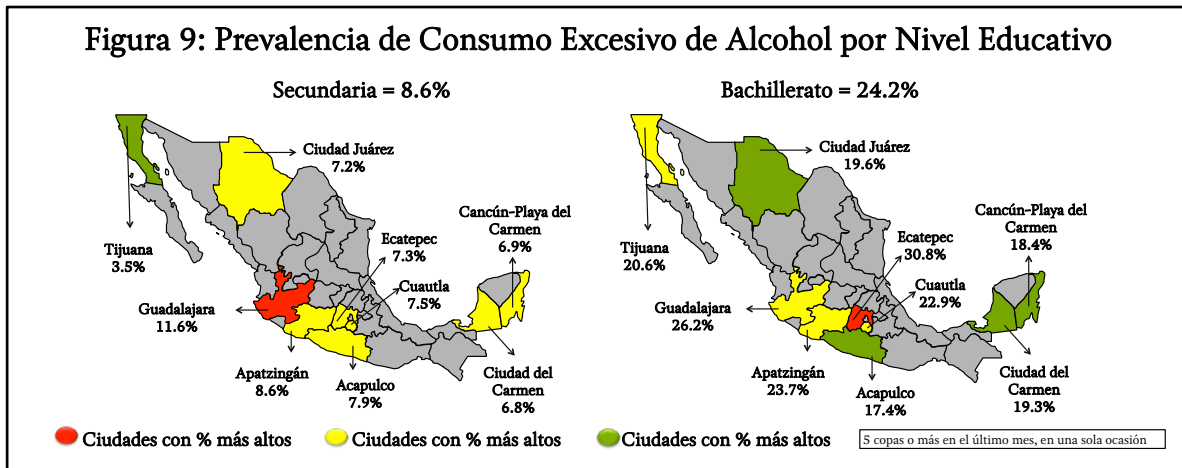 Figura 9: Prevalencia de Consumo Excesivo de Alcohol por Nivel Educativo
Secundaria = 8.6%
Ciudad Juárez
7.2%
Cancún-Playa del
Carmen
6.9%
Ecatepec
7.3%
Tijuana
3.5%
Cuautla
7.5%
Guadalajara
11.6%
Apatzingán
8.6%
Acapulco
7.9%
Ciudad del
Carmen
6.8%
Bachillerato = 24.2%
Ciudad Juárez
19.6%
Cancún-Playa del
Carmen
18.4%
Ecatepec
30.8%
Tijuana
20.6%
Cuautla
22.9%
Guadalajara
26.2%
Apatzingán
23.7%
Acapulco
17.4%
Ciudad del
Carmen
19.3%
Ciudades con % más altos
Ciudades con % más altos
Ciudades con % más altos
5 copas o más en el último mes, en una sola ocasión